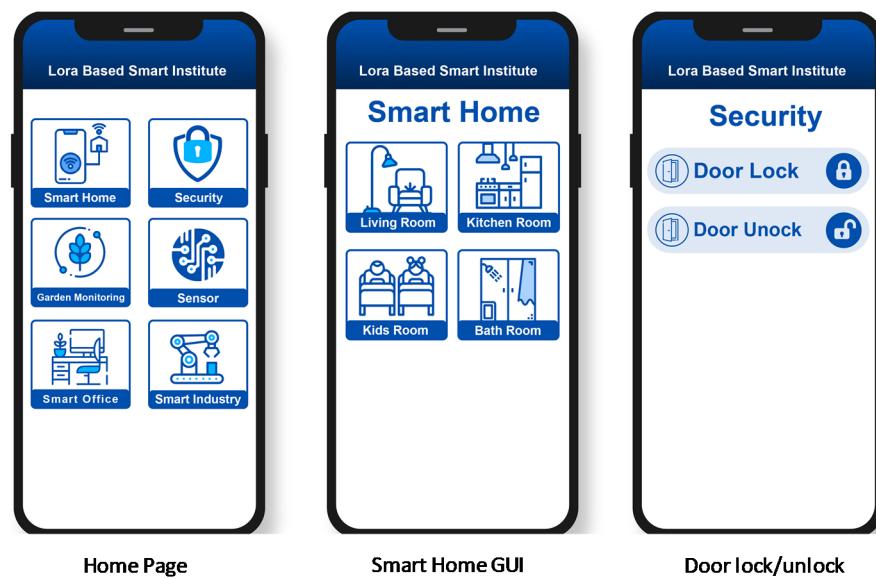 Lora Based Smart Institute
Smart Home
Security
Garden Monitoring
Sensor
Smart Office
Smart Industry
Home Page
Lora Based Smart Institute
Smart Home
Living Room
Kitchen Room
Kids Room
Bath Room
Smart Home GUI
Lora Based Smart Institute
Security
Door Lock
Door Unock
Door lock/unlock